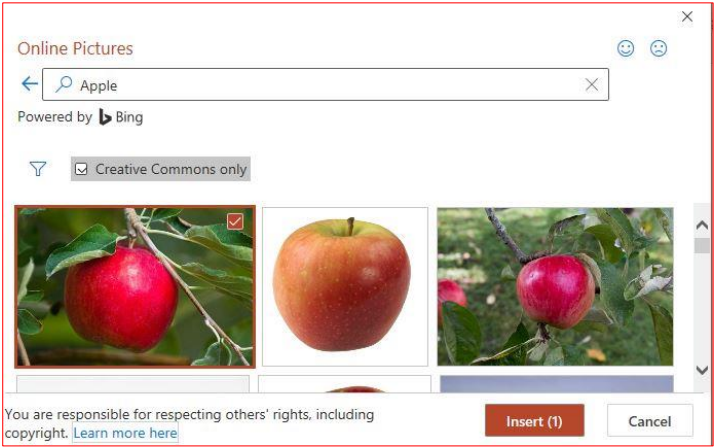 Online Pictures
Apple
Powered by Bing
Creative Commons only
You are responsible for respecting others' rights, including
copyright. Learn more here
Insert (1)
Cancel